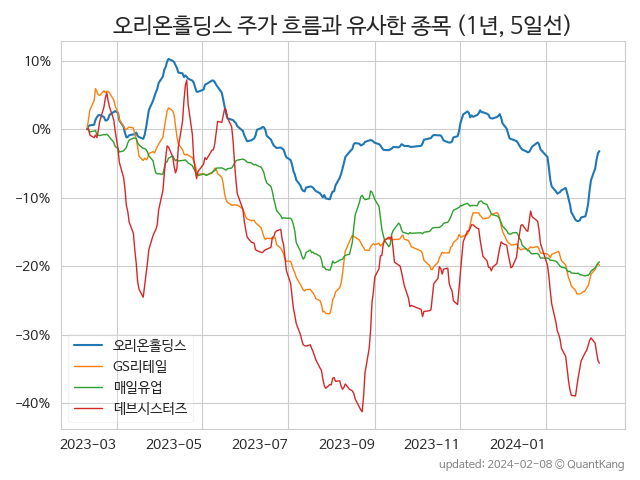 오리온홀딩스 주가 흐름과 유사한 종목 (1년, 5일선)
10%
0%
−10%
−20%
−30%
−40%
오리온홀딩스
GS리테일
매일유업
데브시스터즈
2023-03 2023-05 2023-07 2023-09 2023-11 2024-01
updated: 2024-02-08 © QuantKang